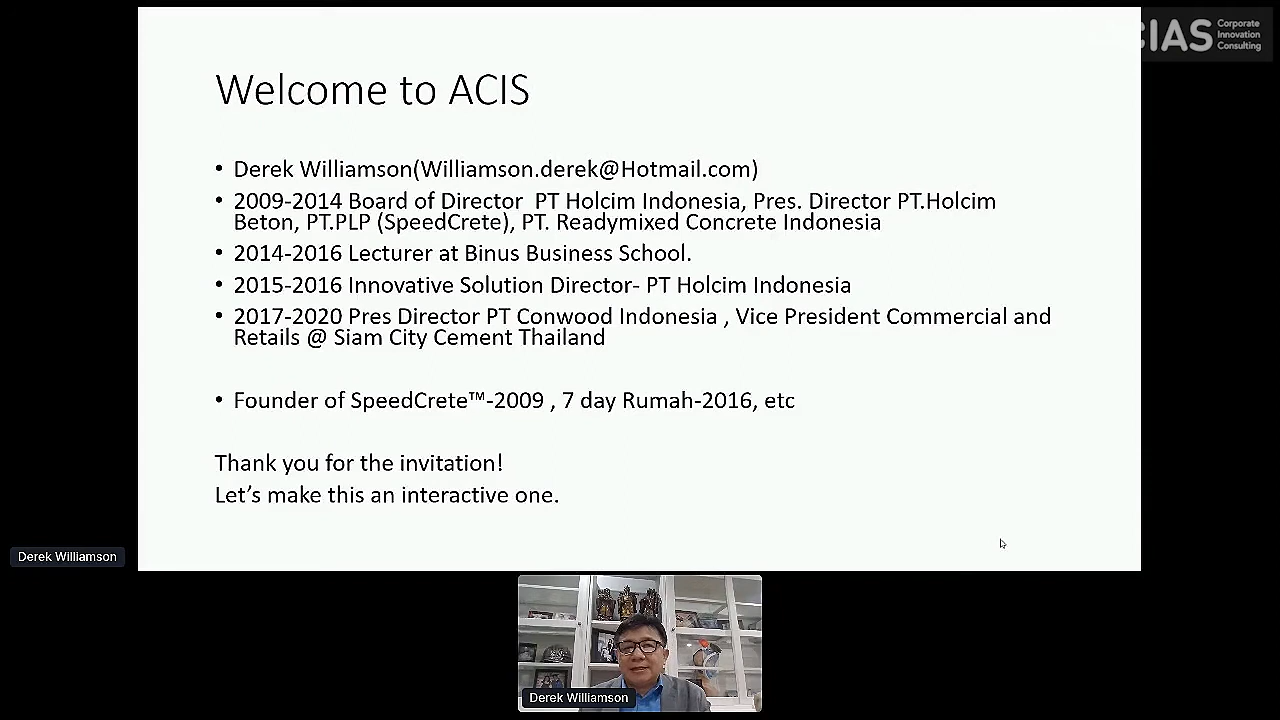 CIAS Corporate
Innovation
Consulting
Welcome to ACIS
• Derek Williamson(Williamson.derek@Hotmail.com)
• 2009-2014 Board of Director PT Holcim Indonesia, Pres. Director PT.Holcim
Beton, PT.PLP (SpeedCrete), PT. Readymixed Concrete Indonesia
• 2014-2016 Lecturer at Binus Business School.
• 2015-2016 Innovative Solution Director- PT Holcim Indonesia
• 2017-2020 Pres Director PT Conwood Indonesia , Vice President Commercial and
Retails @ Siam City Cement Thailand
• Founder of SpeedCrete™-2009 , 7 day Rumah-2016, etc
Thank you for the invitation!
Let’s make this an interactive one.
Derek Williamson
Derek Williamson